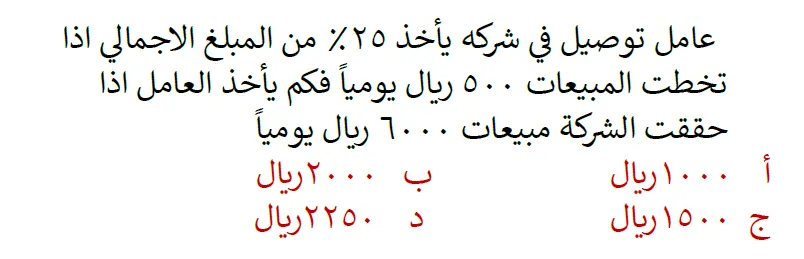 عامل توصيل في شركه يأخذ ٢٥٪ من المبلغ الاجمالي اذا
تخطت المبيعات ٥٠٠ ريال يومياً فكم يأخذ العامل اذا
حققت الشركة مبيعات ٦٠٠٠ ريال يومياً
أ ١٠٠٠ريال ب ٢٠٠٠ريال
ج ١٥٠٠ريال د ٢٢٥٠ريال